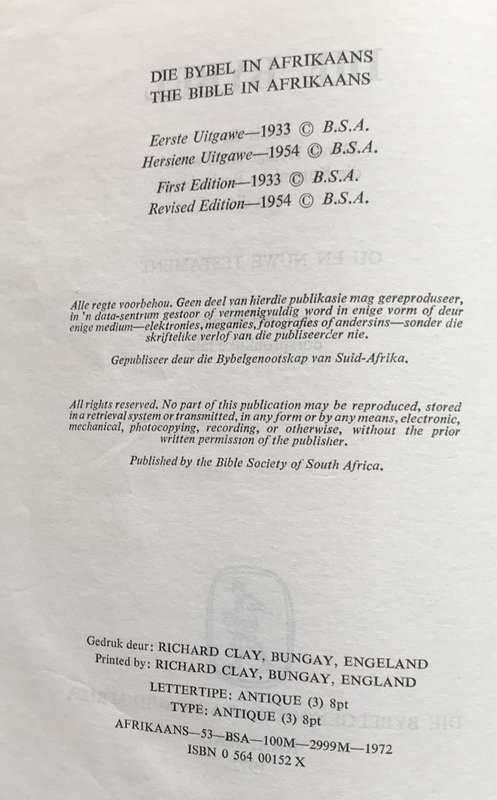 DIE BYBEL IN AFRIKAANS
THE BIBLE IN AFRIKAANS
Eerste Uitgawe—1933 © B.S.A.
Hersiene Uitgawe—1954 © B.S.A.
First Edition—1933 © B.S.A.
Revised Edition—1954 © B.S.A.
OU EN NUWE TESTAMENT
Alle regte voorbehou. Geen deel van hierdie publikasie mag gereproduseer,
in 'n data-sentrum gestoor of vermenigvuldig word in enige vorm of deur
enige medium—elektronies, meganies, fotografies of andersins—sonder die
skriftelike verlof van die publiseerder nie.
Gepubliseer deur die Bybelgenootskap van Suid-Afrika.
All rights reserved. No part of this publication may be reproduced, stored
in a retrieval system or transmitted, in any form or by any means, electronic,
mechanical, photocopying, recording, or otherwise, without the prior
written permission of the publisher.
Published by the Bible Society of South Africa.
Gedruk deur: RICHARD CLAY, BUNGAY, ENGELAND
Printed by: RICHARD CLAY, BUNGAY, ENGLAND
LETTERTIPE: ANTIQUE (3) 8pt
TYPE: ANTIQUE (3) 8pt
AFRIKAANS—53—BSA—100M—2999M—1972
ISBN 0 564 00152 X